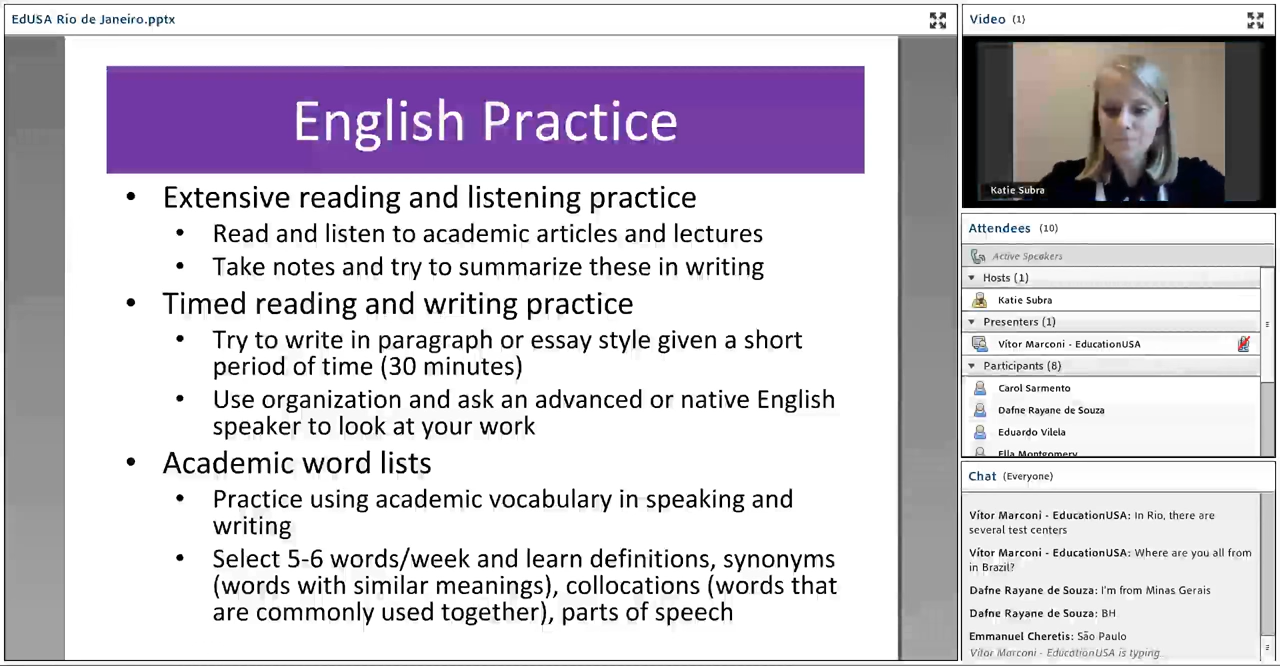 EdUSA Rio de Janeiro.pptx
English Practice
• Extensive reading and listening practice
• Read and listen to academic articles and lectures
• Take notes and try to summarize these in writing
• Timed reading and writing practice
• Try to write in paragraph or essay style given a short
period of time (30 minutes)
• Use organization and ask an advanced or native English
speaker to look at your work
• Academic word lists
• Practice using academic vocabulary in speaking and
writing
• Select 5-6 words/week and learn definitions, synonyms
(words with similar meanings), collocations (words that
are commonly used together), parts of speech
Video (1)
Katie Subra
Attendees (10)
Active Speakers
Hosts (1)
Katie Subra
Presenters (1)
Vítor Marconi - EducationUSA
Participants (8)
Carol Sarmento
Dafne Rayane de Souza
Eduardo Vilela
Ella Montgomery
Chat (Everyone)
Vítor Marconi - EducationUSA: In Rio, there are
several test centers
Vítor Marconi - EducationUSA: Where are you all from
in Brazil?
Dafne Rayane de Souza: I'm from Minas Gerais
Dafne Rayane de Souza: BH
Emmanuel Cheretis: São Paulo
Vítor Marconi - EducationUSA is typing...